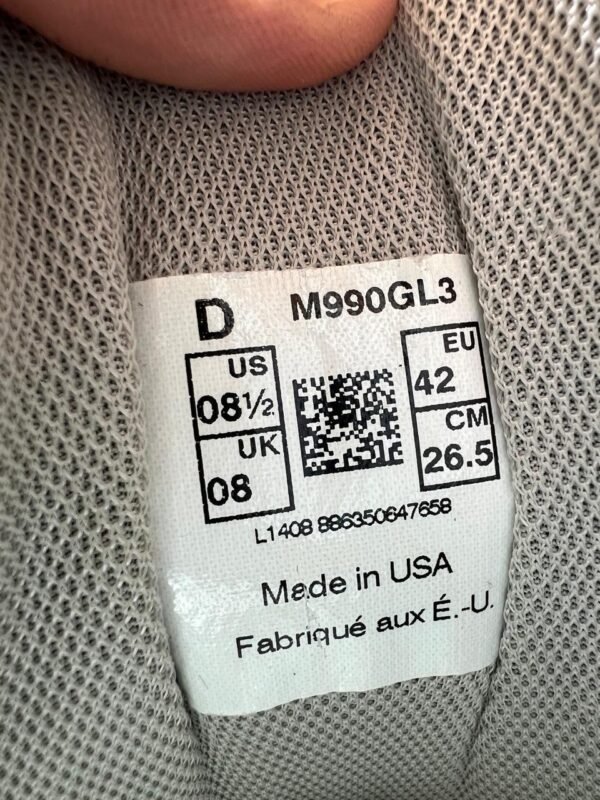 D M990GL3
US
08½
UK
08
EU
42
CM
26.5
L1408 886350647658
Made in USA
Fabriqué aux É.-U.